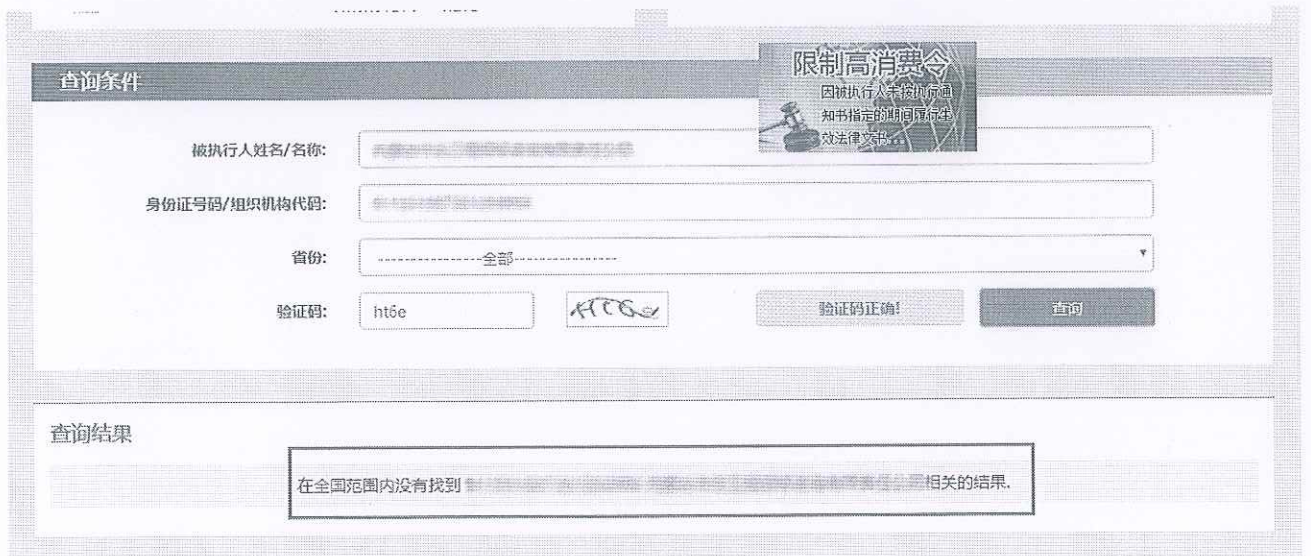 查询条件
限制高消费令
因被执行人未按执行通
知书指定的期间履行生
效法律文书...
被执行人姓名/名称:
身份证号码/组织机构代码:
省份:
----------------全部-----------------
验证码:
ht6e
HT6e
验证码正确!
查询
查询结果
在全国范围内没有找到
相关的结果.